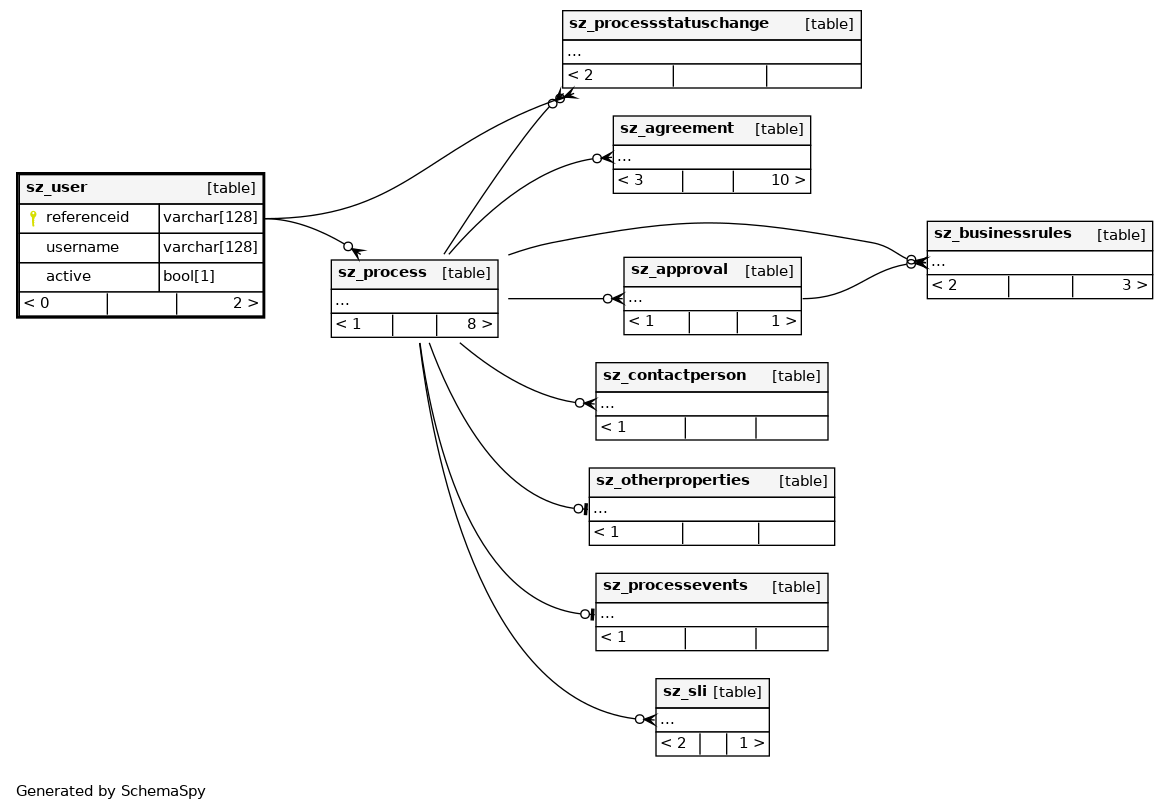 sz_processstatuschange [table]
...
< 2
sz_agreement [table]
...
< 3 10 >
sz_user [table]
referenceid varchar[128]
username varchar[128]
active bool[1]
< 0 2 >
sz_businessrules [table]
...
< 2 3 >
sz_process [table]
...
< 1 8 >
sz_approval [table]
...
< 1 1 >
sz_contactperson [table]
...
< 1
sz_otherproperties [table]
...
< 1
sz_processevents [table]
...
< 1
sz_sli [table]
...
< 2 1 >
Generated by SchemaSpy